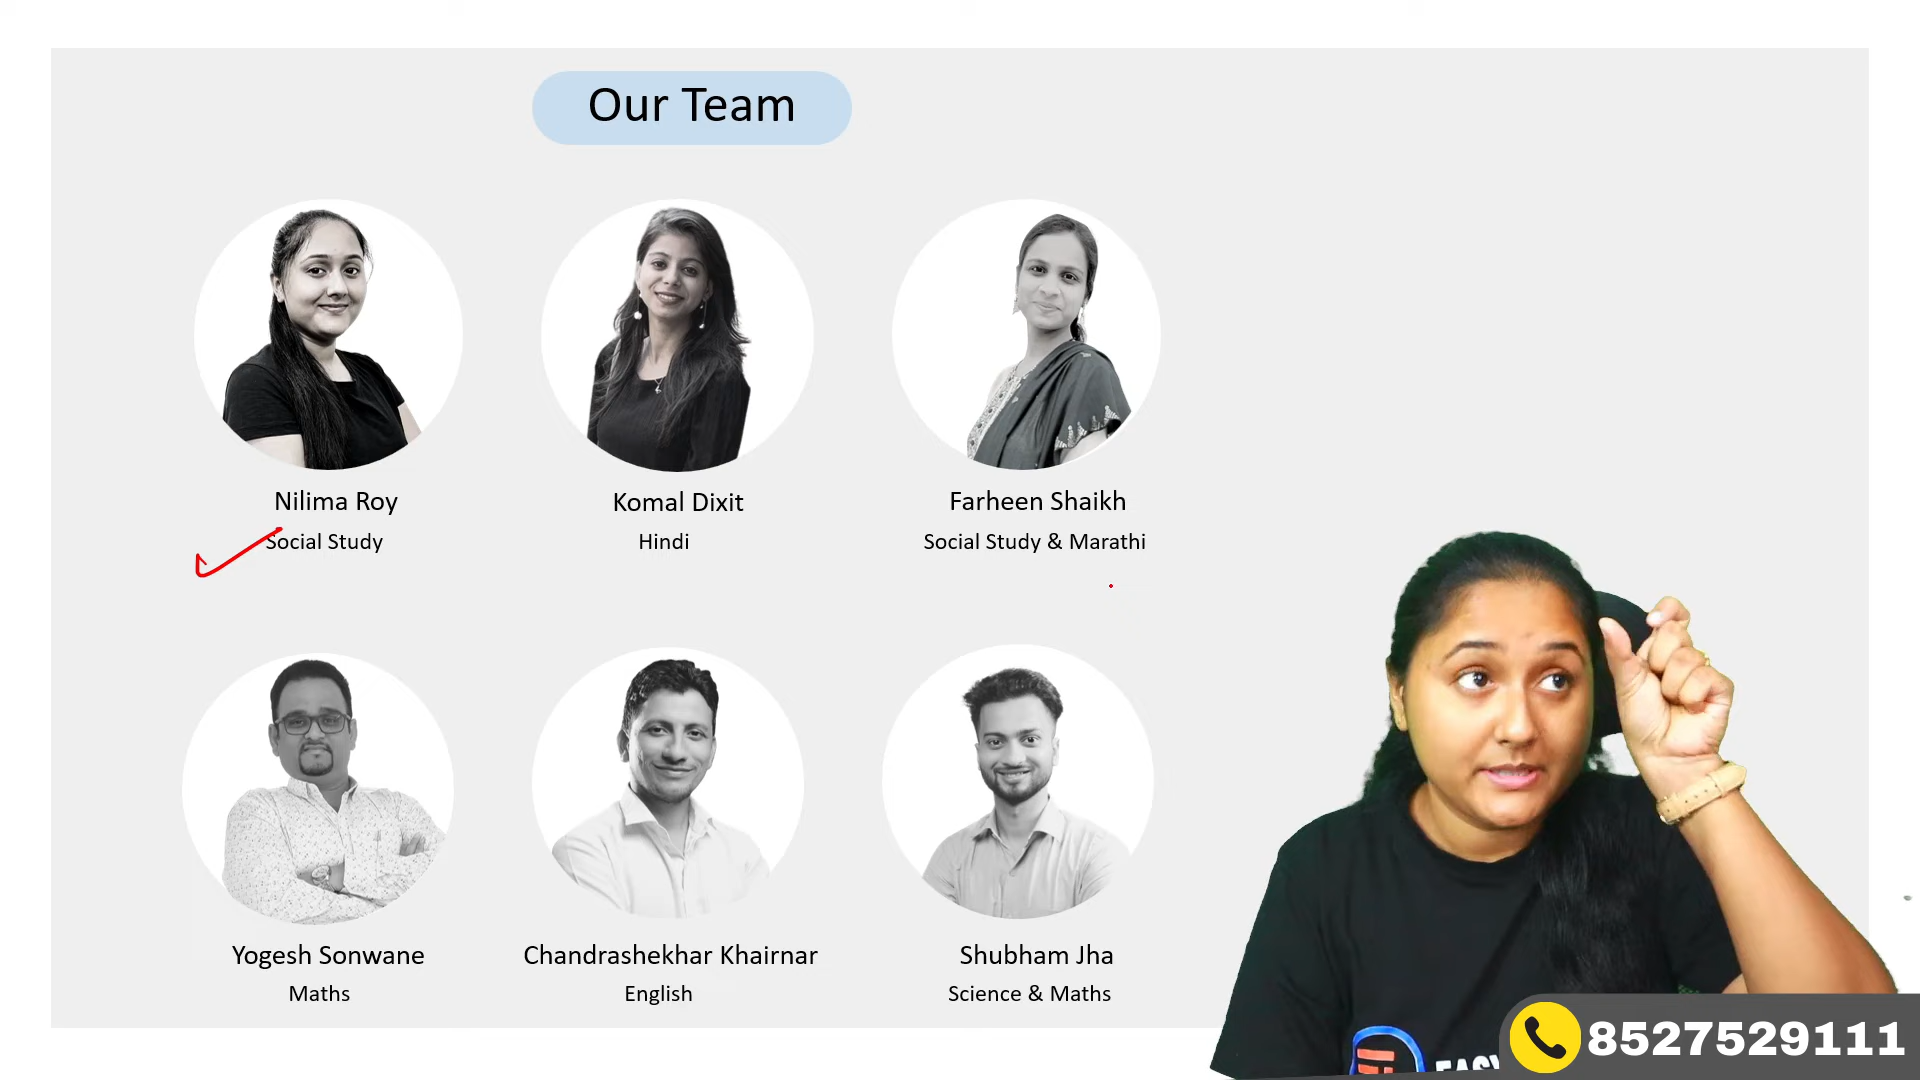 Our Team
Nilima Roy
Social Study
Komal Dixit
Hindi
Farheen Shaikh
Social Study & Marathi
Yogesh Sonwane
Maths
Chandrashekhar Khairnar
English
Shubham Jha
Science & Maths
8527529111